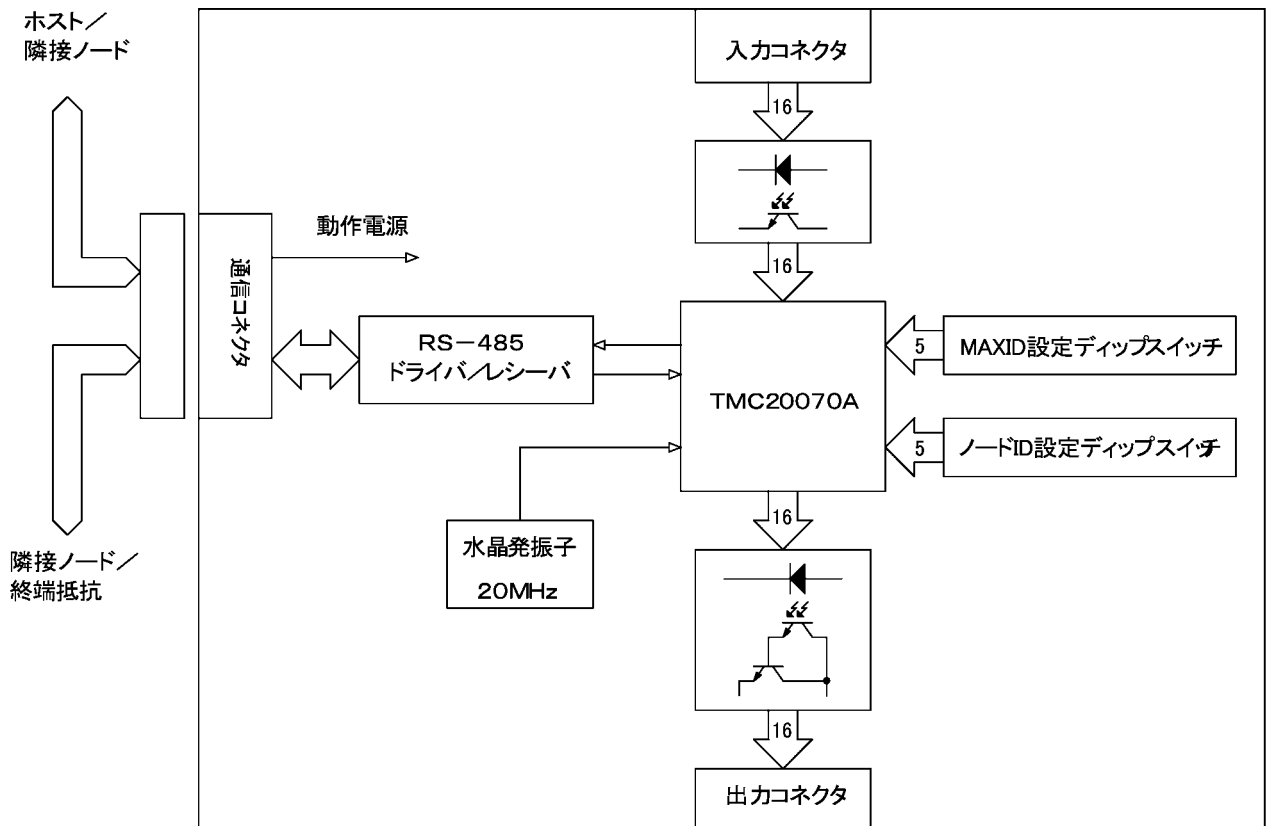 ホスト／
隣接ノード
入力コネクタ
16
16
動作電源
通信コネクタ
RS－485
ドライバ／レシーバ
TMC20070A
5
MAXID設定ディップスイッチ
5
ノードID設定ディップスイッチ
水晶発振子
20MHz
16
隣接ノード／
終端抵抗
16
出力コネクタ